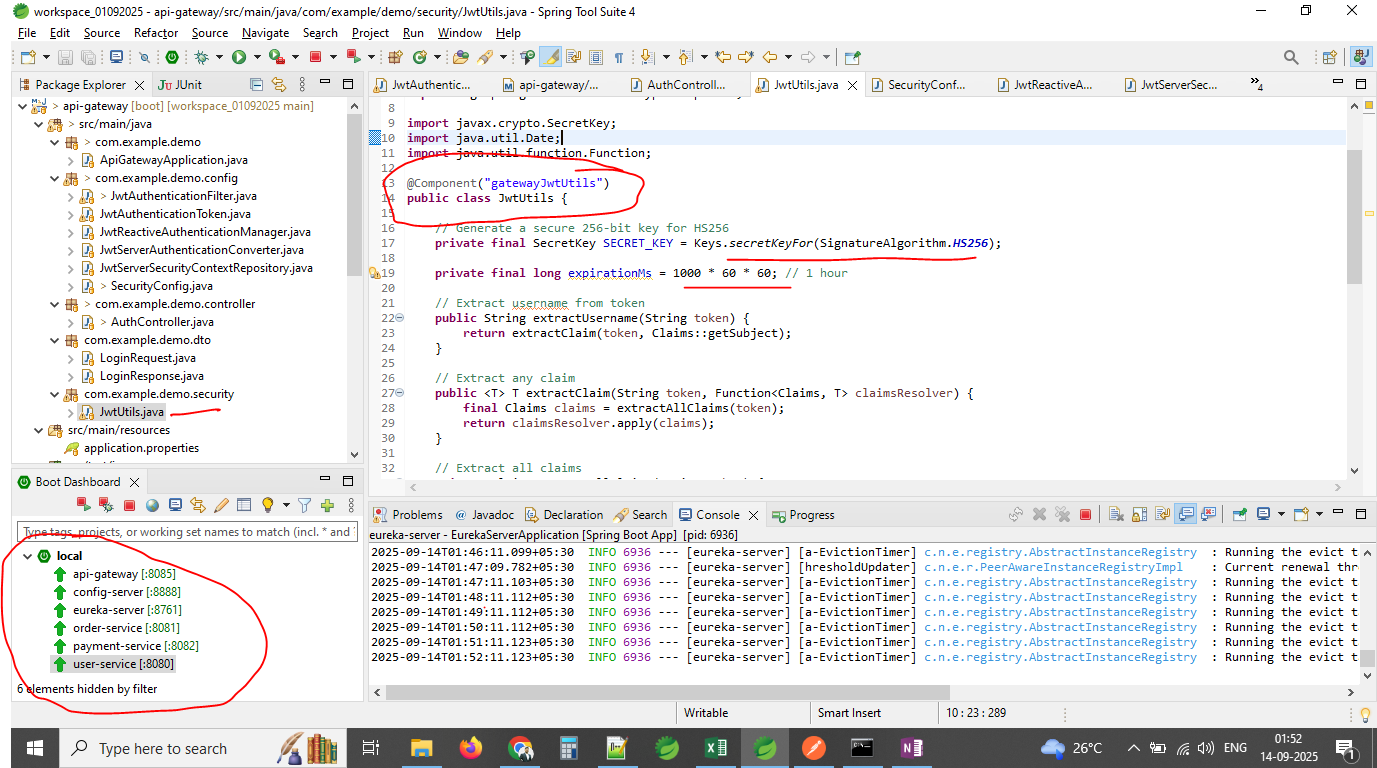 workspace_01092025 - api-gateway/src/main/java/com/example/demo/security/JwtUtils.java - Spring Tool Suite 4
File Edit Source Refactor Source Navigate Search Project Run Window Help
Package Explorer JUnit
api-gateway [boot] [workspace_01092025 main]
> src/main/java
> com.example.demo
ApiGatewayApplication.java
> com.example.demo.config
> JwtAuthenticationFilter.java
JwtAuthenticationToken.java
JwtReactiveAuthenticationManager.java
JwtServerAuthenticationConverter.java
JwtServerSecurityContextRepository.java
> SecurityConfig.java
> com.example.demo.controller
> AuthController.java
com.example.demo.dto
LoginRequest.java
LoginResponse.java
com.example.demo.security
JwtUtils.java
src/main/resources
application.properties
JwtAuthentic... api-gateway/... AuthControll... JwtUtils.java SecurityConf... JwtReactiveA... JwtServerSec... »4
8
9 import javax.crypto.SecretKey;
10 import java.util.Date;
11 import java.util.function.Function;
12
13 @Component("gatewayJwtUtils")
14 public class JwtUtils {
15
16 // Generate a secure 256-bit key for HS256
17 private final SecretKey SECRET_KEY = Keys.secretKeyFor(SignatureAlgorithm.HS256);
18
19 private final long expirationMs = 1000 * 60 * 60; // 1 hour
20
21 // Extract username from token
22 public String extractUsername(String token) {
23 return extractClaim(token, Claims::getSubject);
24 }
25
26 // Extract any claim
27 public <T> T extractClaim(String token, Function<Claims, T> claimsResolver) {
28 final Claims claims = extractAllClaims(token);
29 return claimsResolver.apply(claims);
30 }
31
32 // Extract all claims
Boot Dashboard
Type tags, projects, or working set names to match (incl. * and
local
api-gateway [:8085]
config-server [:8888]
eureka-server [:8761]
order-service [:8081]
payment-service [:8082]
user-service [:8080]
6 elements hidden by filter
Problems Javadoc Declaration Search Console Progress
eureka-server - EurekaServerApplication [Spring Boot App] [pid: 6936]
2025-09-14T01:46:11.099+05:30 INFO 6936 --- [eureka-server] [a-EvictionTimer] c.n.e.registry.AbstractInstanceRegistry : Running the evict t
2025-09-14T01:47:09.782+05:30 INFO 6936 --- [eureka-server] [hresholdUpdater] c.n.e.r.PeerAwareInstanceRegistryImpl : Current renewal thr
2025-09-14T01:47:11.103+05:30 INFO 6936 --- [eureka-server] [a-EvictionTimer] c.n.e.registry.AbstractInstanceRegistry : Running the evict t
2025-09-14T01:48:11.112+05:30 INFO 6936 --- [eureka-server] [a-EvictionTimer] c.n.e.registry.AbstractInstanceRegistry : Running the evict t
2025-09-14T01:49:11.112+05:30 INFO 6936 --- [eureka-server] [a-EvictionTimer] c.n.e.registry.AbstractInstanceRegistry : Running the evict t
2025-09-14T01:50:11.112+05:30 INFO 6936 --- [eureka-server] [a-EvictionTimer] c.n.e.registry.AbstractInstanceRegistry : Running the evict t
2025-09-14T01:51:11.123+05:30 INFO 6936 --- [eureka-server] [a-EvictionTimer] c.n.e.registry.AbstractInstanceRegistry : Running the evict t
2025-09-14T01:52:11.123+05:30 INFO 6936 --- [eureka-server] [a-EvictionTimer] c.n.e.registry.AbstractInstanceRegistry : Running the evict t
Writable Smart Insert 10 : 23 : 289
Type here to search 26°C ENG 01:52
14-09-2025 1